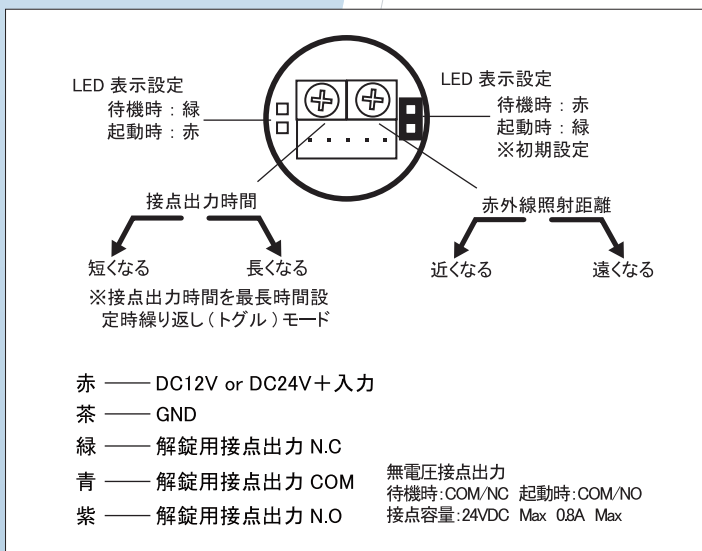 LED 表示設定
待機時：緑
起動時：赤
LED 表示設定
待機時：赤
起動時：緑
※初期設定
接点出力時間
短くなる
長くなる
※接点出力時間を最長時間設
定時繰り返し(トグル)モード
赤外線照射距離
近くなる
遠くなる
赤 ── DC12V or DC24V＋入力
茶 ── GND
緑 ── 解錠用接点出力 N.C
青 ── 解錠用接点出力 COM
紫 ── 解錠用接点出力 N.O
無電圧接点出力
待機時:COM/NC 起動時:COM/NO
接点容量:24VDC Max 0.8A Max